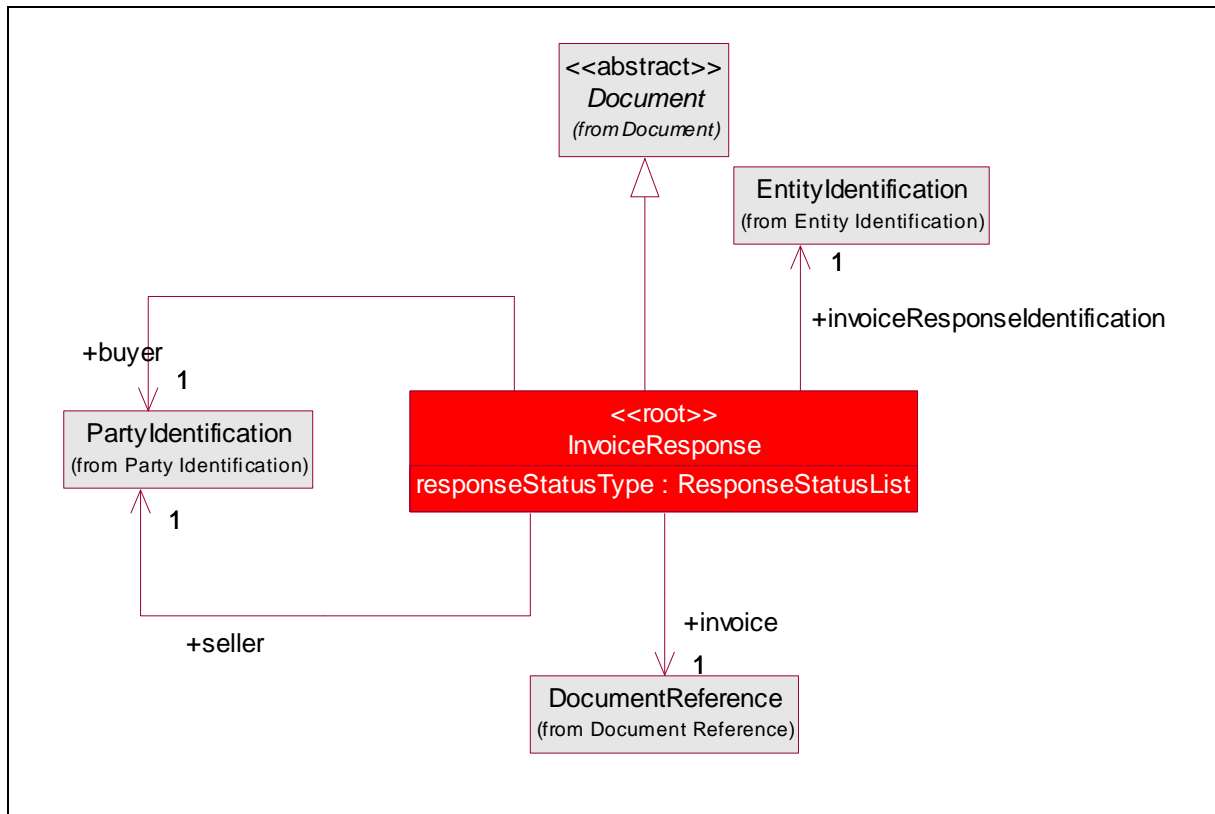 <<abstract>>
Document
(from Document)
EntityIdentification
(from Entity Identification)
1
+invoiceResponseIdentification
+buyer
1
PartyIdentification
(from Party Identification)
1
<<root>>
InvoiceResponse
responseStatusType : ResponseStatusList
+seller
+invoice
1
DocumentReference
(from Document Reference)